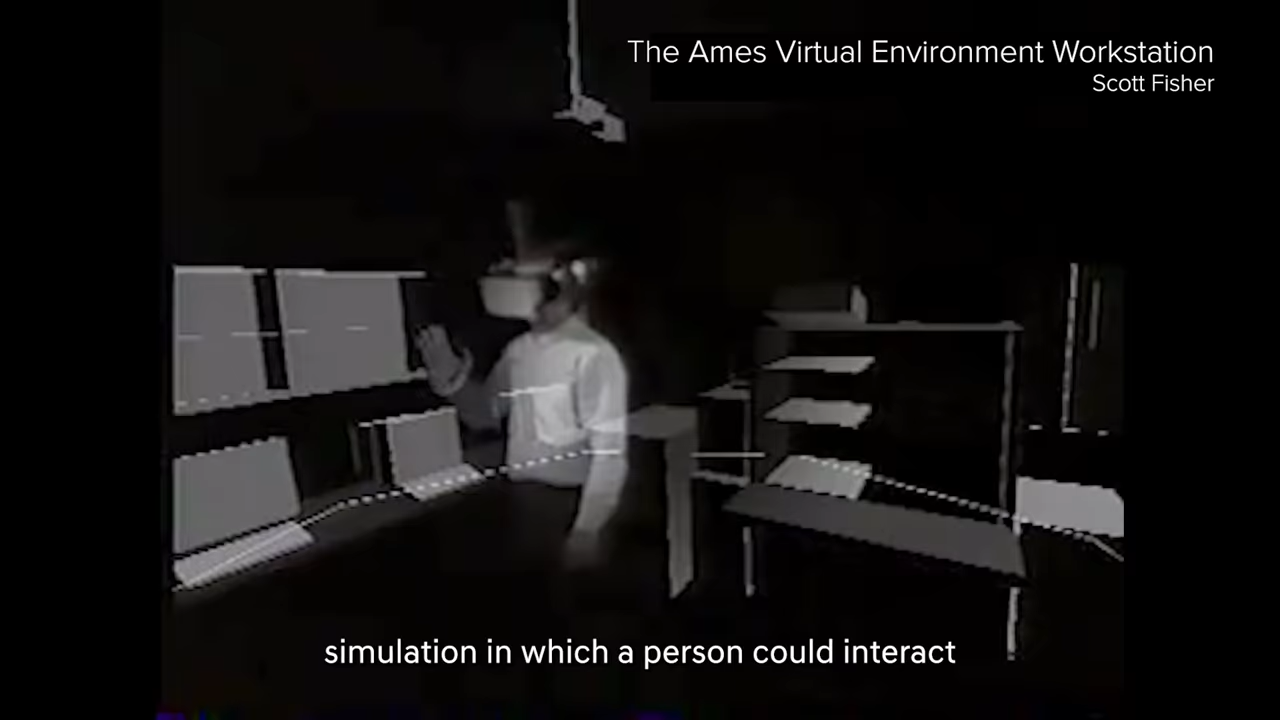 The Ames Virtual Environment Workstation
Scott Fisher
simulation in which a person could interact